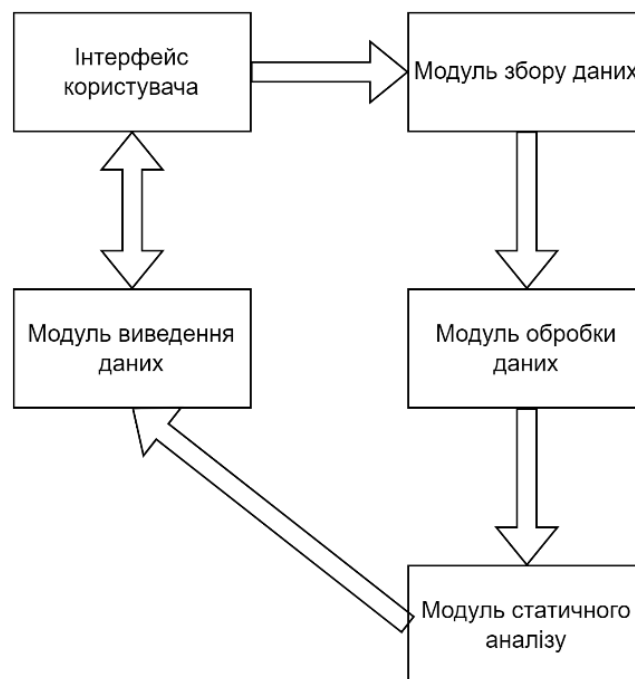 Інтерфейс
користувача
Модуль збору даних
Модуль виведення
даних
Модуль обробки
даних
Модуль статичного
аналізу